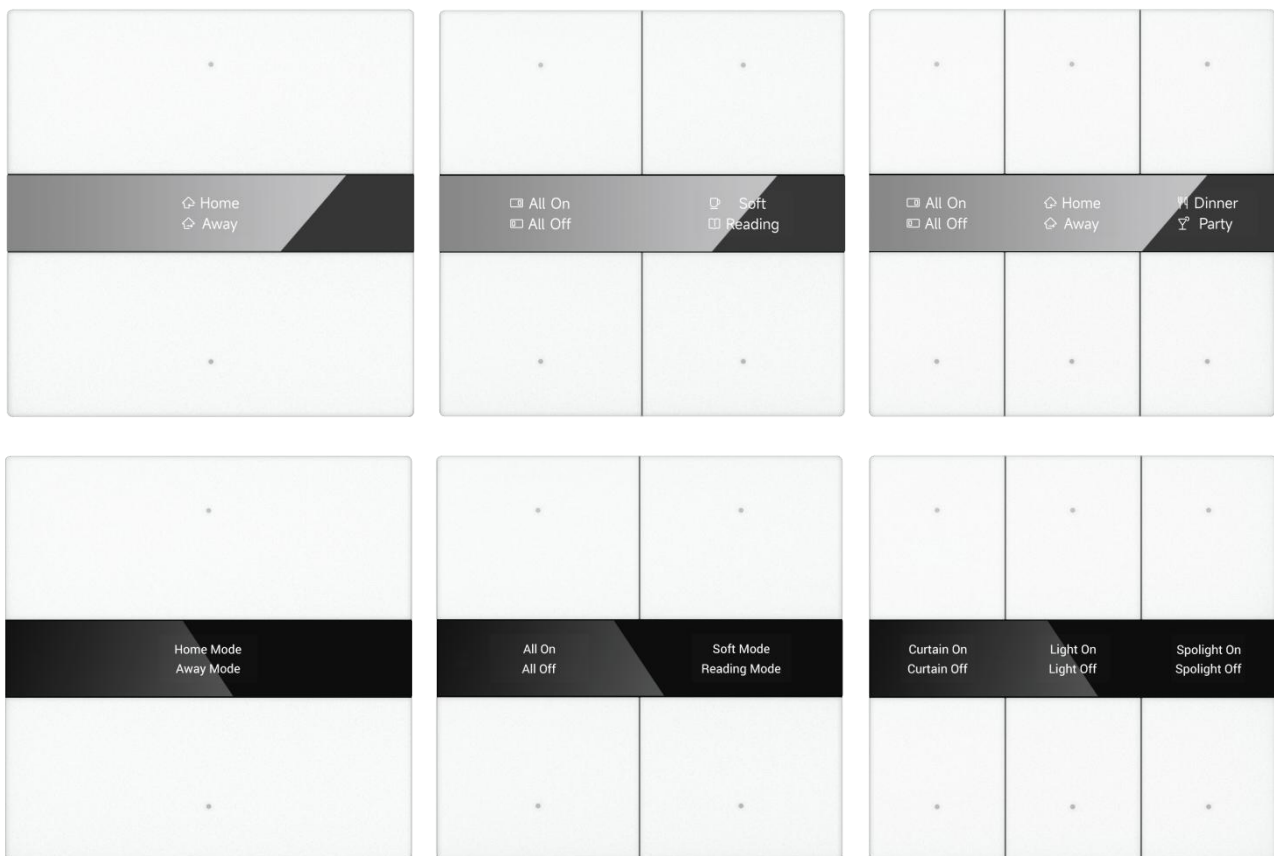 Home
Away
All On
All Off
Soft
Reading
All On
All Off
Home
Away
Dinner
Party
Home Mode
Away Mode
All On
All Off
Soft Mode
Reading Mode
Curtain On
Curtain Off
Light On
Light Off
Spolight On
Spolight Off